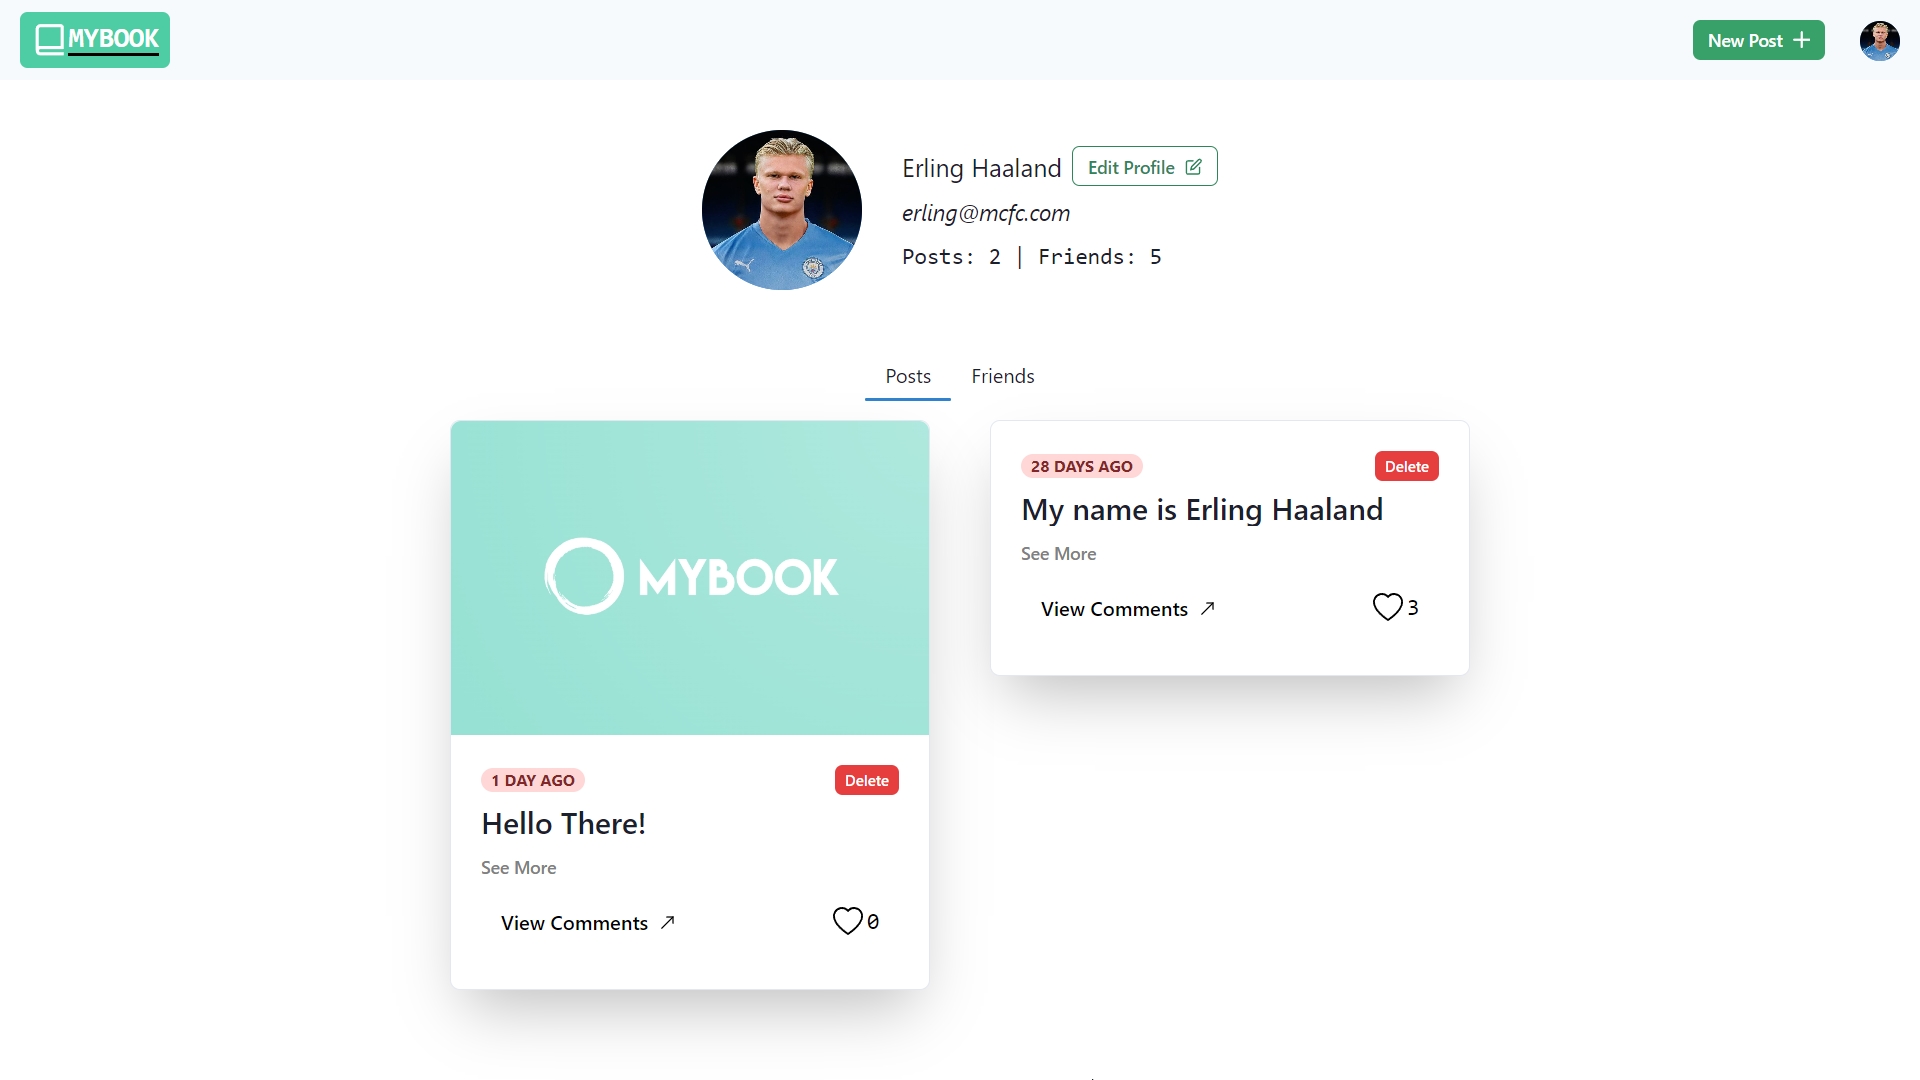 MYBOOK
New Post
Erling Haaland
Edit Profile
erling@mcfc.com
Posts: 2 | Friends: 5
Posts
Friends
MYBOOK
1 DAY AGO
Delete
Hello There!
See More
View Comments
0
28 DAYS AGO
Delete
My name is Erling Haaland
See More
View Comments
3